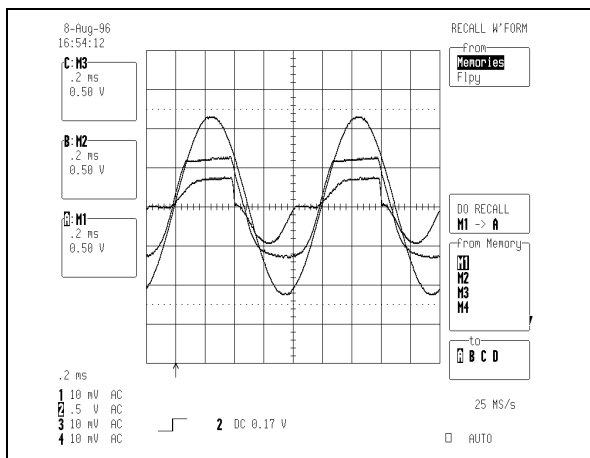 8-Aug-96
16:54:12
C:M3
.2 ms
0.50 V
B:M2
.2 ms
0.50 V
A:M1
.2 ms
0.50 V
.2 ms
1 10 mV AC
2 .5 V AC
3 10 mV AC
4 10 mV AC
2 DC 0.17 V
RECALL W'FORM
from
Memories
Flpy
DO RECALL
M1 -> A
from Memory
M1
M2
M3
M4
to
A B C D
25 MS/s
AUTO